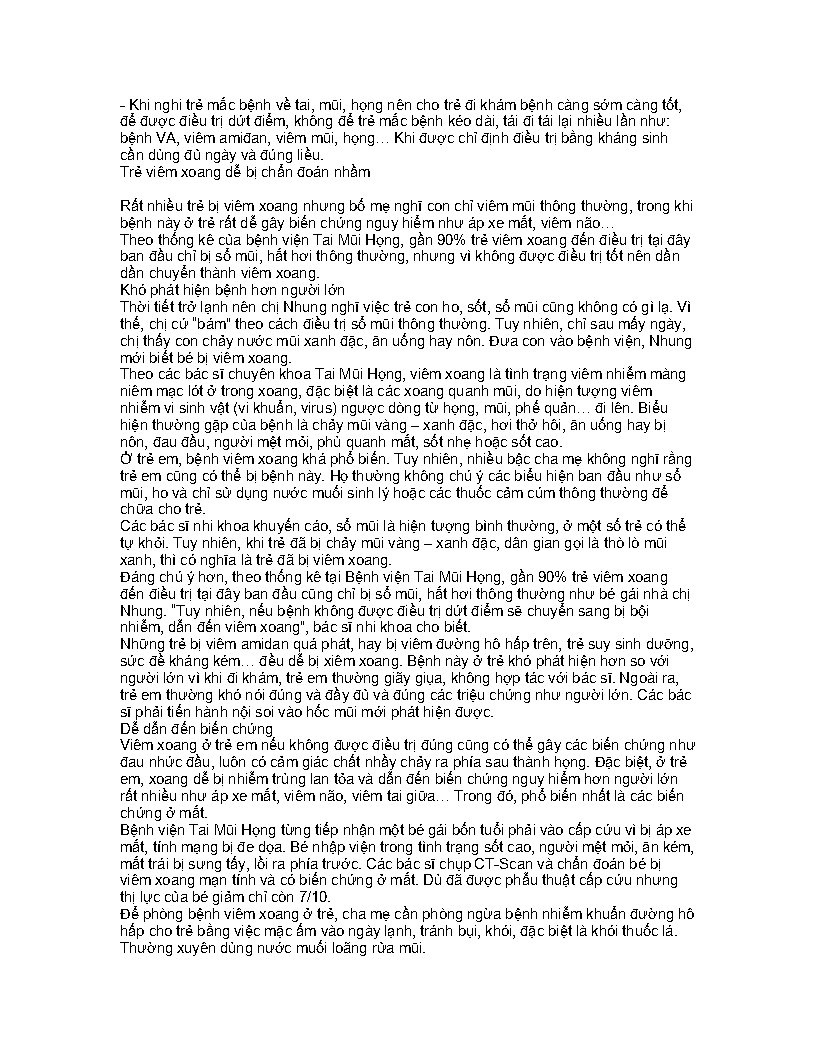 - Khi nghi trẻ mắc bệnh về tai, mũi, họng nên cho trẻ đi khám bệnh càng sớm càng tốt,
để được điều trị dứt điểm, không để trẻ mắc bệnh kéo dài, tái đi tái lại nhiều lần như:
bệnh VA, viêm amiđan, viêm mũi, họng… Khi được chỉ định điều trị bằng kháng sinh
cần dùng đủ ngày và đúng liều.
Trẻ viêm xoang dễ bị chẩn đoán nhầm
Rất nhiều trẻ bị viêm xoang nhưng bố mẹ nghĩ con chỉ viêm mũi thông thường, trong khi
bệnh này ở trẻ rất dễ gây biến chứng nguy hiểm như áp xe mắt, viêm não…
Theo thống kê của bệnh viện Tai Mũi Họng, gần 90% trẻ viêm xoang đến điều trị tại đây
ban đầu chỉ bị sổ mũi, hắt hơi thông thường, nhưng vì không được điều trị tốt nên dần
dần chuyển thành viêm xoang.
Khó phát hiện bệnh hơn người lớn
Thời tiết trở lạnh nên chị Nhung nghĩ việc trẻ con ho, sốt, sổ mũi cũng không có gì lạ. Vì
thế, chị cứ "bám" theo cách điều trị sổ mũi thông thường. Tuy nhiên, chỉ sau mấy ngày,
chị thấy con chảy nước mũi xanh đặc, ăn uống hay nôn. Đưa con vào bệnh viện, Nhung
mới biết bé bị viêm xoang.
Theo các bác sĩ chuyên khoa Tai Mũi Họng, viêm xoang là tình trạng viêm nhiễm màng
niêm mạc lót ở trong xoang, đặc biệt là các xoang quanh mũi, do hiện tượng viêm
nhiễm vi sinh vật (vi khuẩn, virus) ngược dòng từ họng, mũi, phế quản… đi lên. Biểu
hiện thường gặp của bệnh là chảy mũi vàng – xanh đặc, hơi thở hôi, ăn uống hay bị
nôn, đau đầu, người mệt mỏi, phù quanh mắt, sốt nhẹ hoặc sốt cao.
Ở trẻ em, bệnh viêm xoang khá phổ biến. Tuy nhiên, nhiều bậc cha mẹ không nghĩ rằng
trẻ em cũng có thể bị bệnh này. Họ thường không chú ý các biểu hiện ban đầu như sổ
mũi, ho và chỉ sử dụng nước muối sinh lý hoặc các thuốc cảm cúm thông thường để
chữa cho trẻ.
Các bác sĩ nhi khoa khuyến cáo, sổ mũi là hiện tượng bình thường, ở một số trẻ có thể
tự khỏi. Tuy nhiên, khi trẻ đã bị chảy mũi vàng – xanh đặc, dân gian gọi là thò lò mũi
xanh, thì có nghĩa là trẻ đã bị viêm xoang.
Đáng chú ý hơn, theo thống kê tại Bệnh viện Tai Mũi Họng, gần 90% trẻ viêm xoang
đến điều trị tại đây ban đầu cũng chỉ bị sổ mũi, hắt hơi thông thường như bé gái nhà chị
Nhung. "Tuy nhiên, nếu bệnh không được điều trị dứt điểm sẽ chuyển sang bị bội
nhiễm, dẫn đến viêm xoang", bác sĩ nhi khoa cho biết.
Những trẻ bị viêm amidan quá phát, hay bị viêm đường hô hấp trên, trẻ suy sinh dưỡng,
sức đề kháng kém… đều dễ bị xiêm xoang. Bệnh này ở trẻ khó phát hiện hơn so với
người lớn vì khi đi khám, trẻ em thường giãy giụa, không hợp tác với bác sĩ. Ngoài ra,
trẻ em thường khó nói đúng và đầy đủ và đúng các triệu chứng như người lớn. Các bác
sĩ phải tiến hành nội soi vào hốc mũi mới phát hiện được.
Dễ dẫn đến biến chứng
Viêm xoang ở trẻ em nếu không được điều trị đúng cũng có thể gây các biến chứng như
đau nhức đầu, luôn có cảm giác chất nhầy chảy ra phía sau thành họng. Đặc biệt, ở trẻ
em, xoang dễ bị nhiễm trùng lan tỏa và dẫn đến biến chứng nguy hiểm hơn người lớn
rất nhiều như áp xe mắt, viêm não, viêm tai giữa… Trong đó, phổ biến nhất là các biến
chứng ở mắt.
Bệnh viện Tai Mũi Họng từng tiếp nhận một bé gái bốn tuổi phải vào cấp cứu vì bị áp xe
mắt, tính mạng bị đe dọa. Bé nhập viện trong tình trạng sốt cao, người mệt mỏi, ăn kém,
mắt trái bị sưng tấy, lồi ra phía trước. Các bác sĩ chụp CT-Scan và chẩn đoán bé bị
viêm xoang mạn tính và có biến chứng ở mắt. Dù đã được phẫu thuật cấp cứu nhưng
thị lực của bé giảm chỉ còn 7/10.
Để phòng bệnh viêm xoang ở trẻ, cha mẹ cần phòng ngừa bệnh nhiễm khuẩn đường hô
hấp cho trẻ bằng việc mặc ấm vào ngày lạnh, tránh bụi, khói, đặc biệt là khói thuốc lá.
Thường xuyên dùng nước muối loãng rửa mũi.